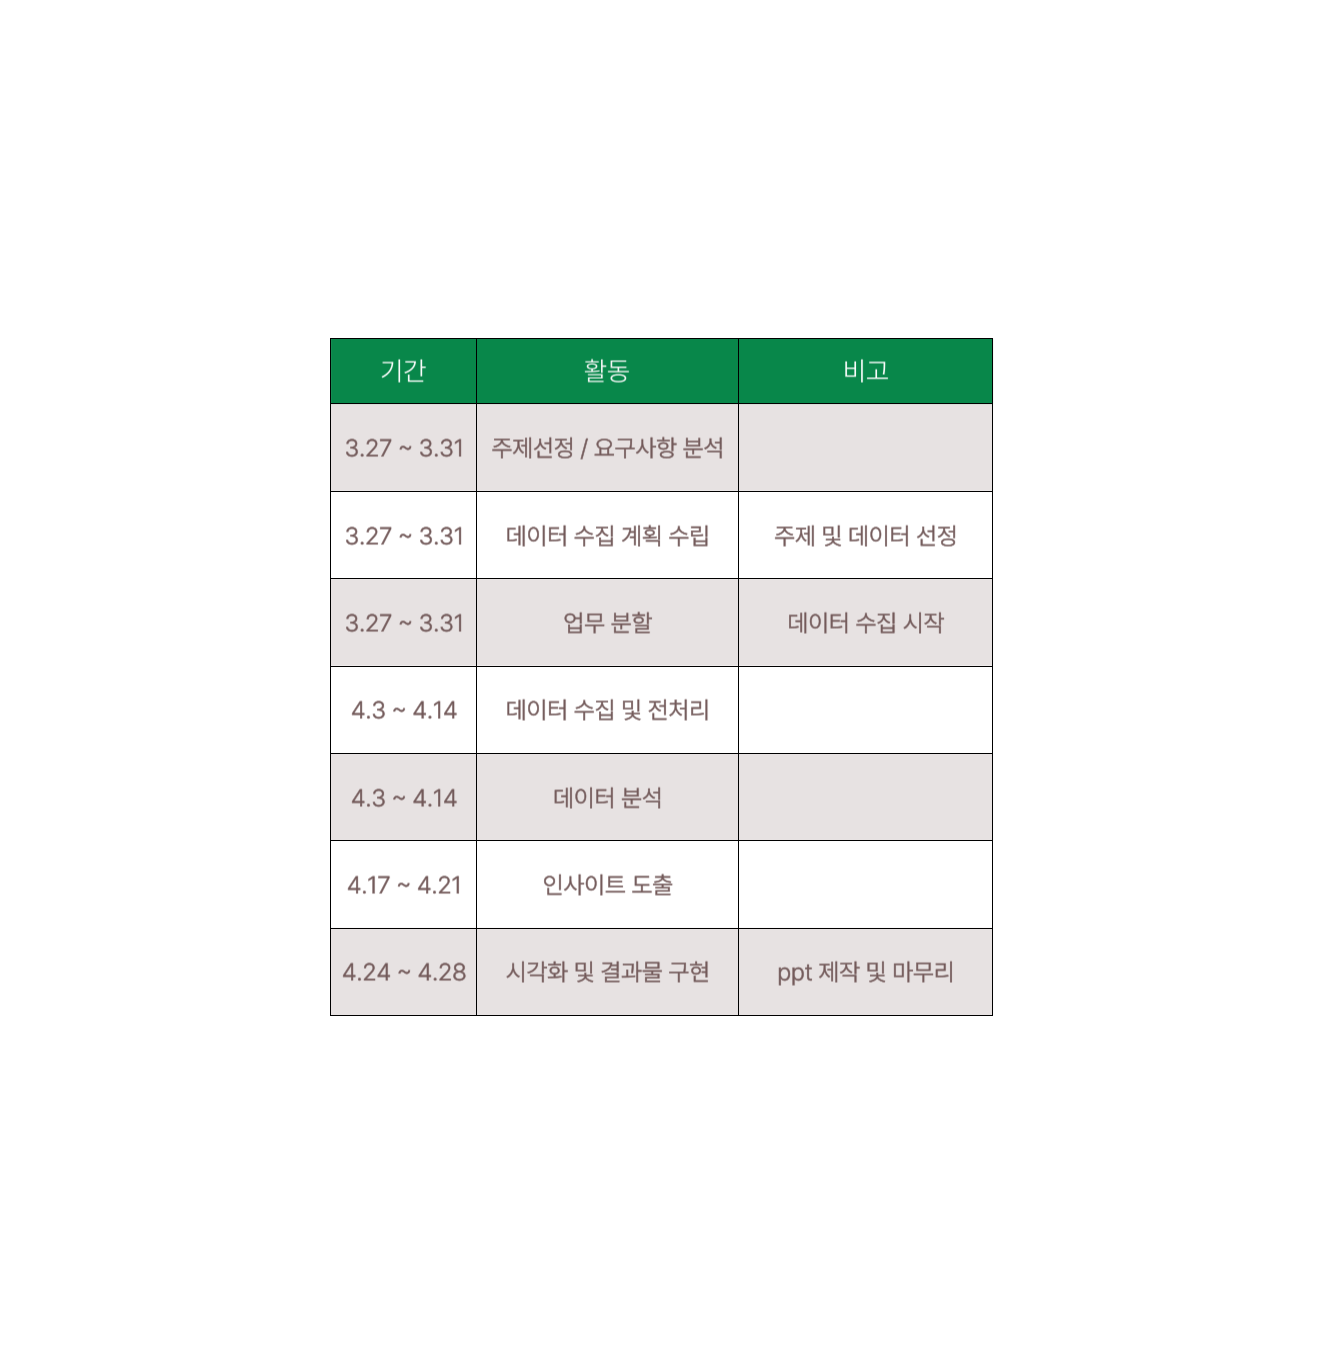 기간 활동 비고
3.27 ~ 3.31 주제선정 / 요구사항 분석
3.27 ~ 3.31 데이터 수집 계획 수립 주제 및 데이터 선정
3.27 ~ 3.31 업무 분할 데이터 수집 시작
4.3 ~ 4.14 데이터 수집 및 전처리
4.3 ~ 4.14 데이터 분석
4.17 ~ 4.21 인사이트 도출
4.24 ~ 4.28 시각화 및 결과물 구현 ppt 제작 및 마무리